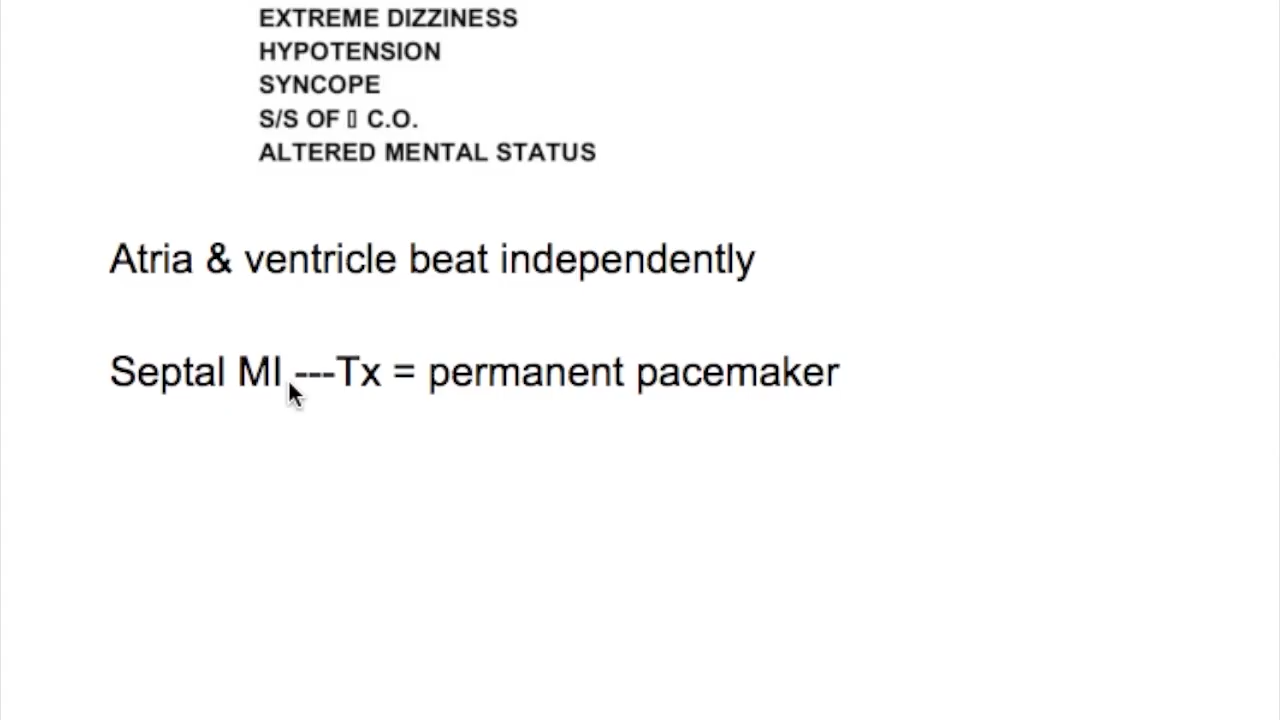 EXTREME DIZZINESS
HYPOTENSION
SYNCOPE
S/S OF ▯ C.O.
ALTERED MENTAL STATUS
Atria & ventricle beat independently
Septal MI ---Tx = permanent pacemaker